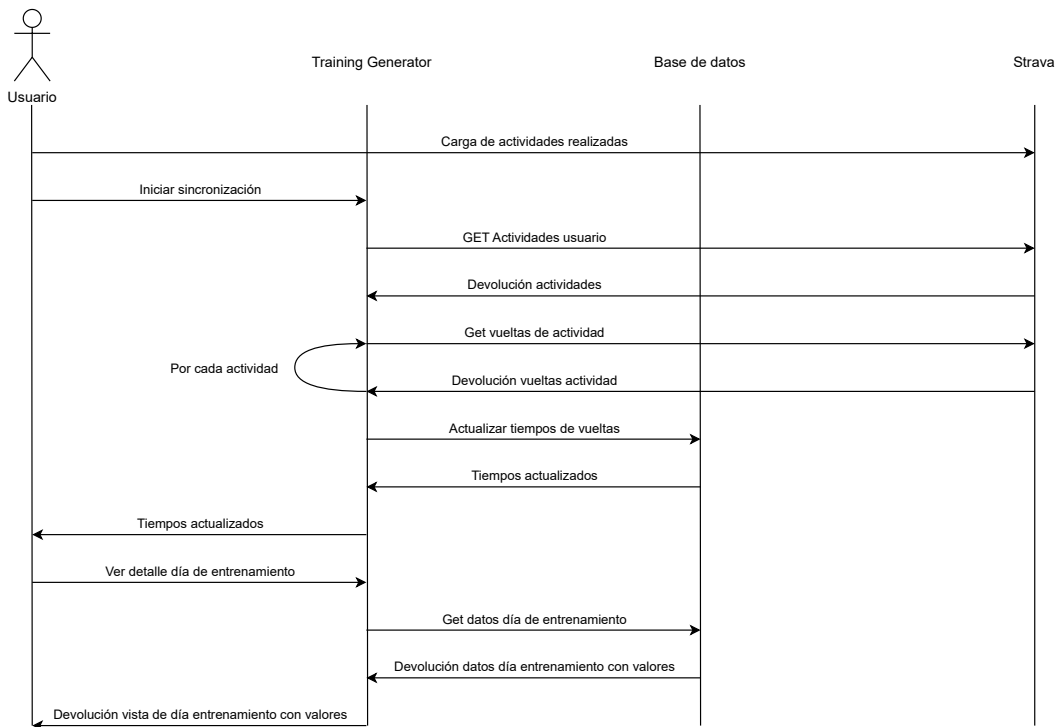 Usuario
Training Generator
Base de datos
Strava
Carga de actividades realizadas
Iniciar sincronización
GET Actividades usuario
Devolución actividades
Get vueltas de actividad
Por cada actividad
Devolución vueltas actividad
Actualizar tiempos de vueltas
Tiempos actualizados
Tiempos actualizados
Ver detalle día de entrenamiento
Get datos día de entrenamiento
Devolución datos día entrenamiento con valores
Devolución vista de día entrenamiento con valores